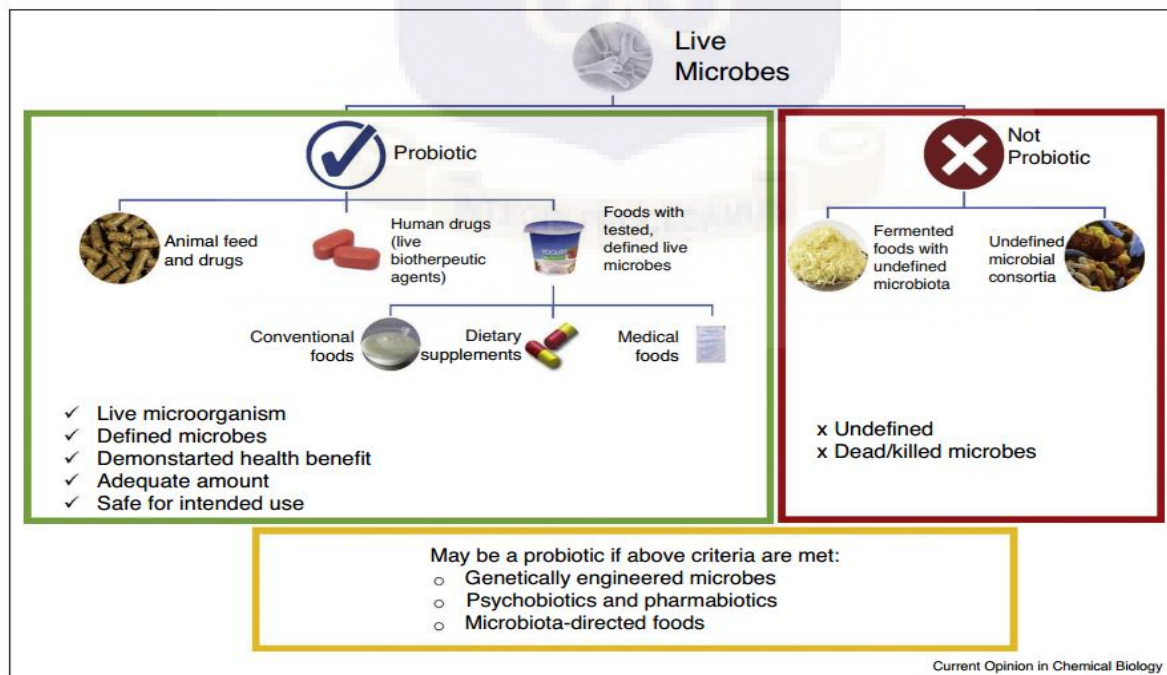 Live
Microbes
Probiotic
Not
Probiotic
Animal feed
and drugs
Human drugs
(live
biotherpeutic
agents)
Foods with
tested,
defined live
microbes
Fermented
foods with
undefined
microbiota
Undefined
microbial
consortia
Conventional
foods
Dietary
supplements
Medical
foods
✓ Live microorganism
✓ Defined microbes
✓ Demonstarted health benefit
✓ Adequate amount
✓ Safe for intended use
x Undefined
x Dead/killed microbes
May be a probiotic if above criteria are met:
o Genetically engineered microbes
o Psychobiotics and pharmabiotics
o Microbiota-directed foods
Current Opinion in Chemical Biology